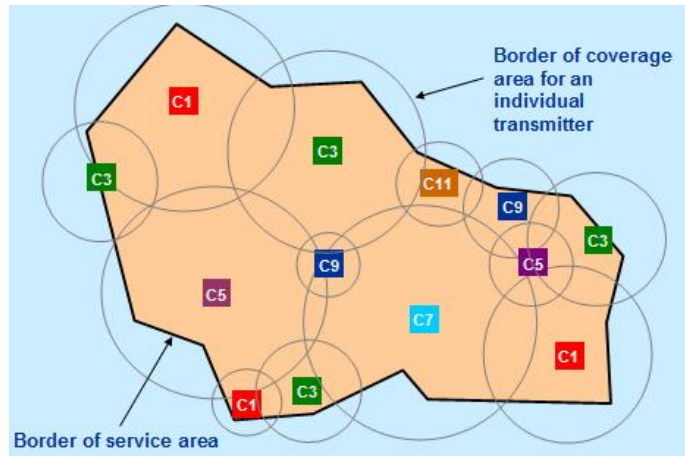 Border of coverage
area for an
individual
transmitter
C1
C3
C3
C11
C9
C3
C9
C5
C5
C7
C1
C3
C1
Border of service area